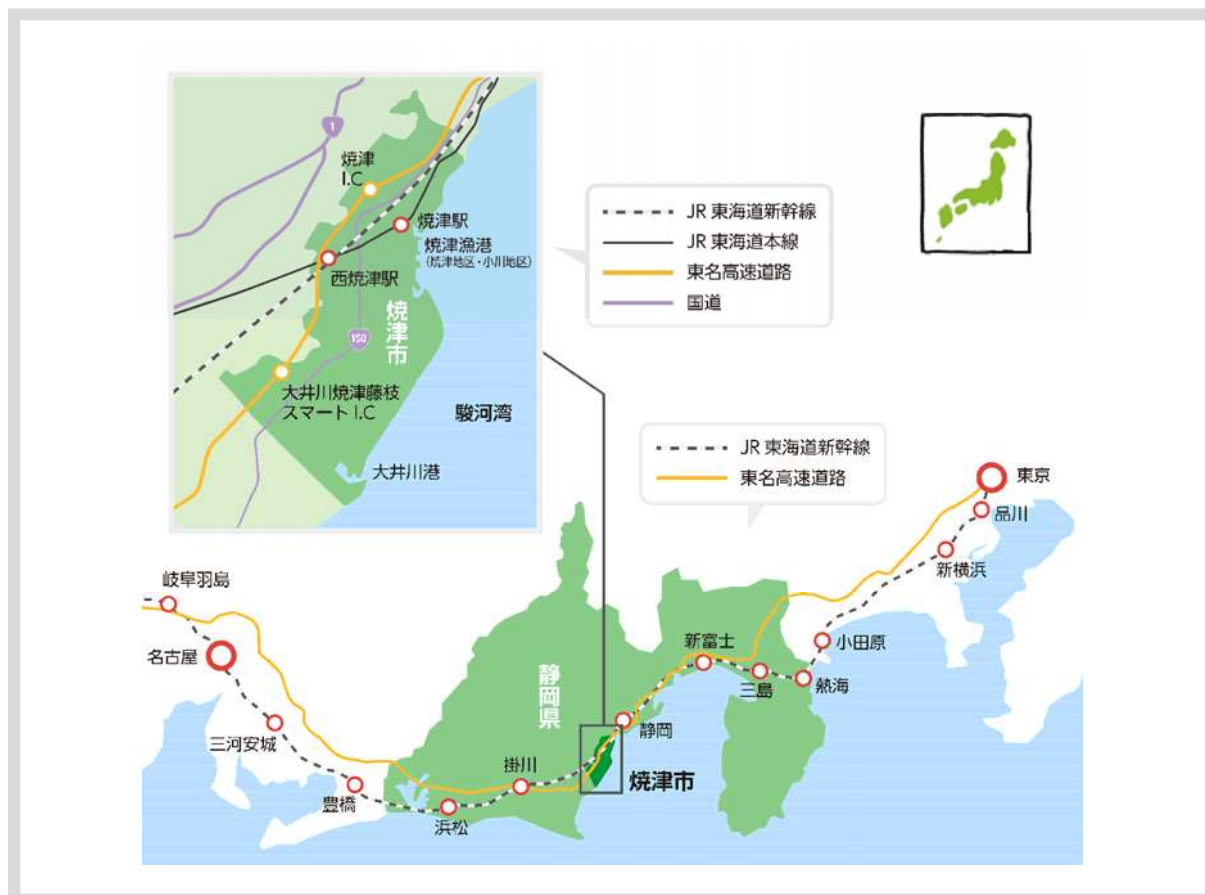 1
焼津
I.C
焼津駅
焼津漁港
(焼津地区・小川地区)
西焼津駅
焼津市
150
大井川焼津藤枝
スマート I.C
駿河湾
大井川港
JR 東海道新幹線
JR 東海道本線
東名高速道路
国道
JR 東海道新幹線
東名高速道路
東京
品川
新横浜
小田原
熱海
三島
新富士
静岡
静岡県
焼津市
掛川
浜松
豊橋
三河安城
名古屋
岐阜羽島